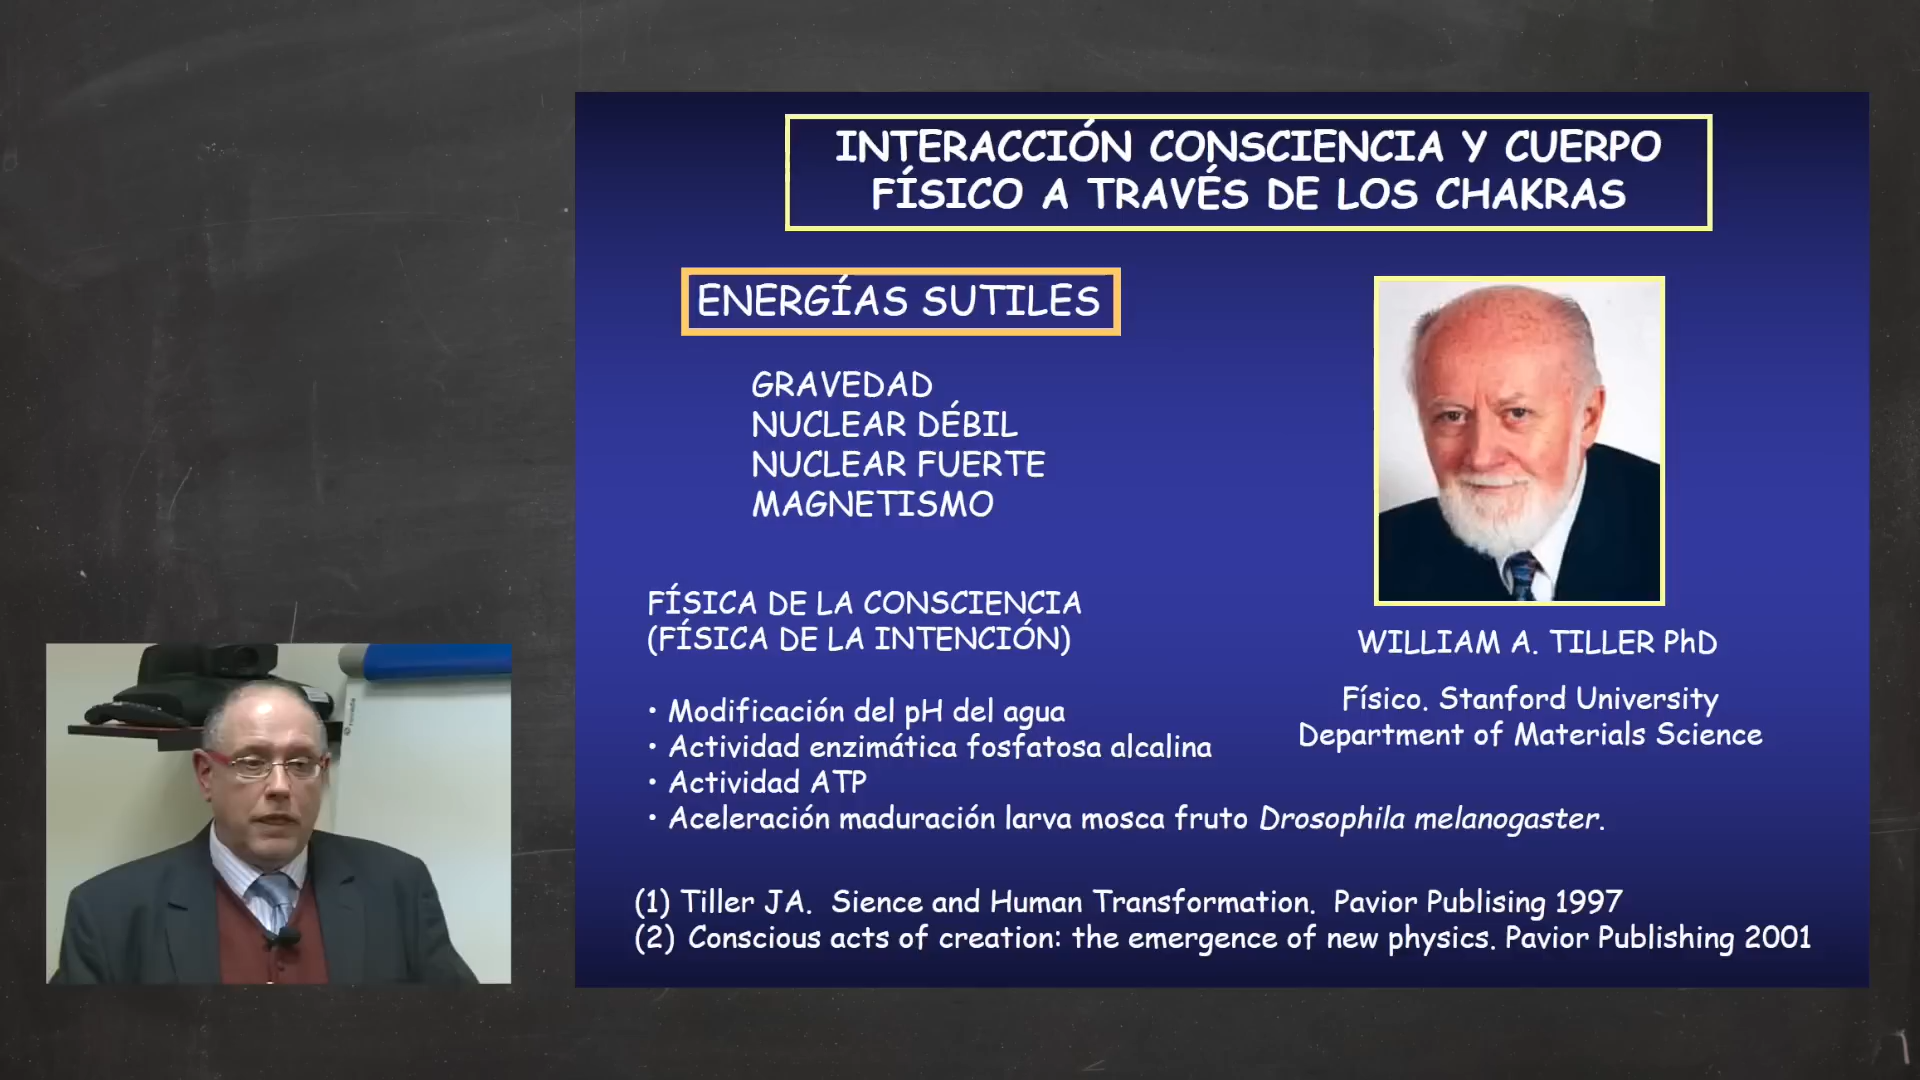 INTERACCIÓN CONSCIENCIA Y CUERPO
FÍSICO A TRAVÉS DE LOS CHAKRAS
ENERGÍAS SUTILES
GRAVEDAD
NUCLEAR DÉBIL
NUCLEAR FUERTE
MAGNETISMO
FÍSICA DE LA CONSCIENCIA
(FÍSICA DE LA INTENCIÓN)
WILLIAM A. TILLER PhD
Físico. Stanford University
Department of Materials Science
• Modificación del pH del agua
• Actividad enzimática fosfatosa alcalina
• Actividad ATP
• Aceleración maduración larva mosca fruto Drosophila melanogaster.
(1) Tiller JA. Sience and Human Transformation. Pavior Publising 1997
(2) Conscious acts of creation: the emergence of new physics. Pavior Publishing 2001